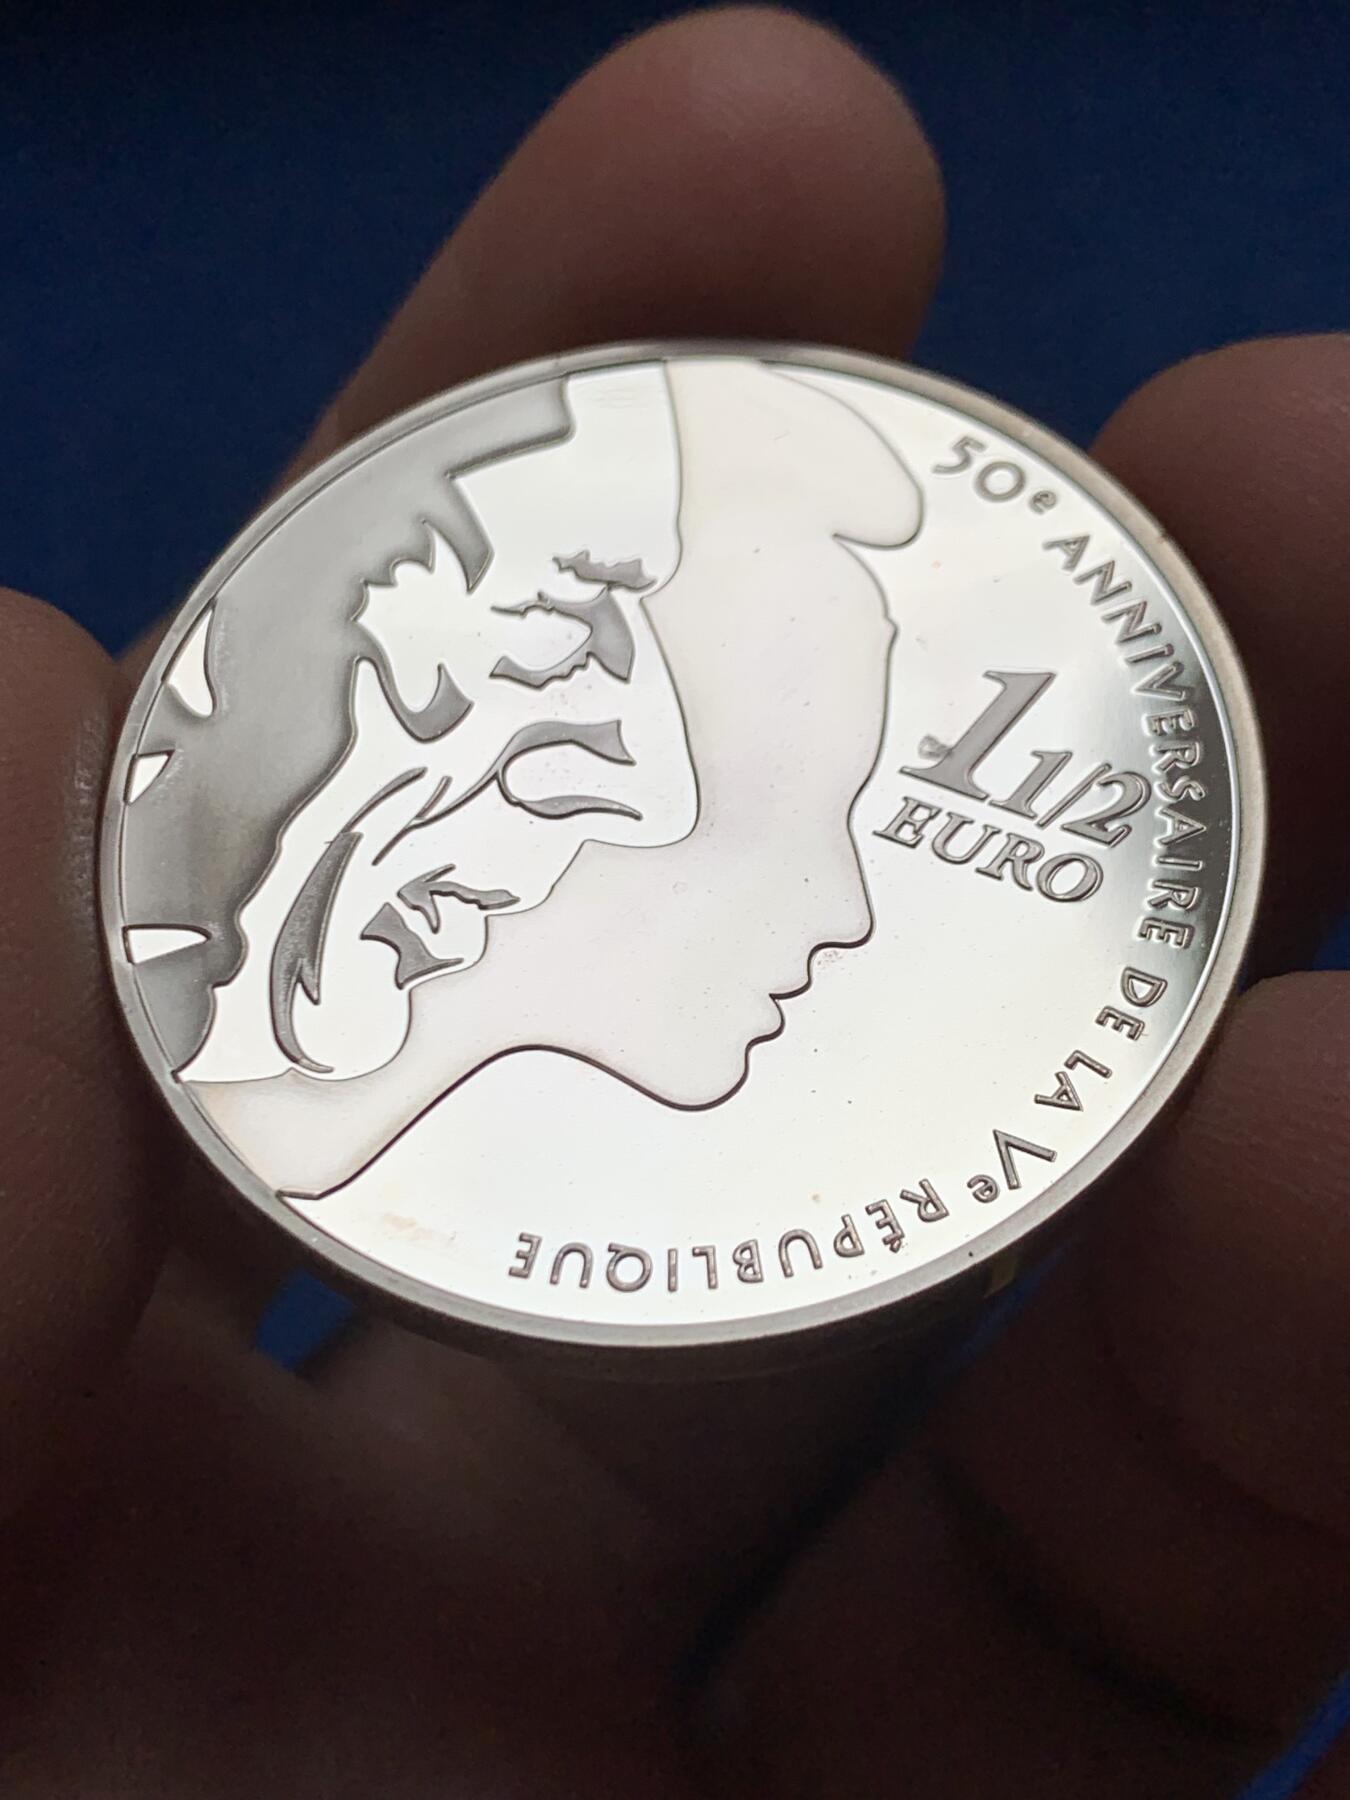 50e ANNIVERSAIRE DE LA Ve RÉPUBLIQUE
1 1/2
EURO